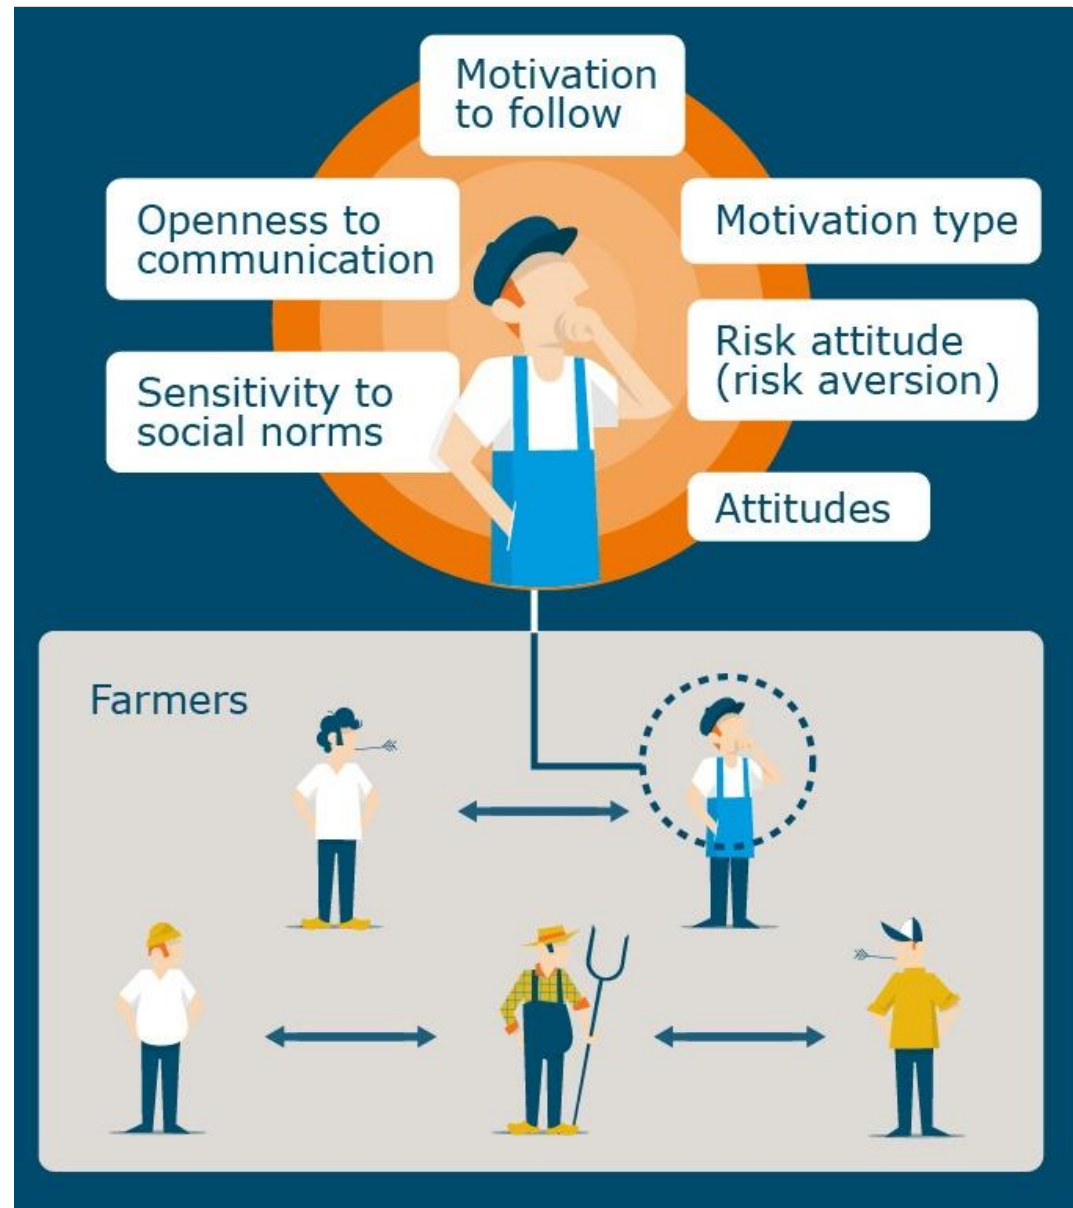 Motivation
to follow
Openness to
communication
Motivation type
Risk attitude
(risk aversion)
Sensitivity to
social norms
Attitudes
Farmers